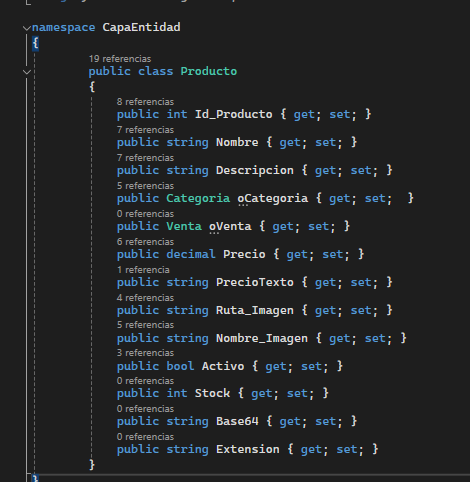 namespace CapaEntidad
{
19 referencias
public class Producto
{
8 referencias
public int Id_Producto { get; set; }
7 referencias
public string Nombre { get; set; }
7 referencias
public string Descripcion { get; set; }
5 referencias
public Categoria oCategoria { get; set;  }
0 referencias
public Venta oVenta { get; set; }
6 referencias
public decimal Precio { get; set; }
1 referencia
public string PrecioTexto { get; set; }
4 referencias
public string Ruta_Imagen { get; set; }
5 referencias
public string Nombre_Imagen { get; set; }
3 referencias
public bool Activo { get; set; }
0 referencias
public int Stock { get; set; }
0 referencias
public string Base64 { get; set; }
0 referencias
public string Extension { get; set; }
}
}